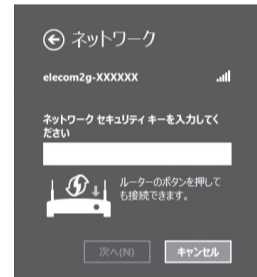 ネットワーク
elecom2g-XXXXXX
ネットワーク セキュリティ キーを入力してく
ださい
ルーターのボタンを押して
も接続できます。
次へ(N)
キャンセル